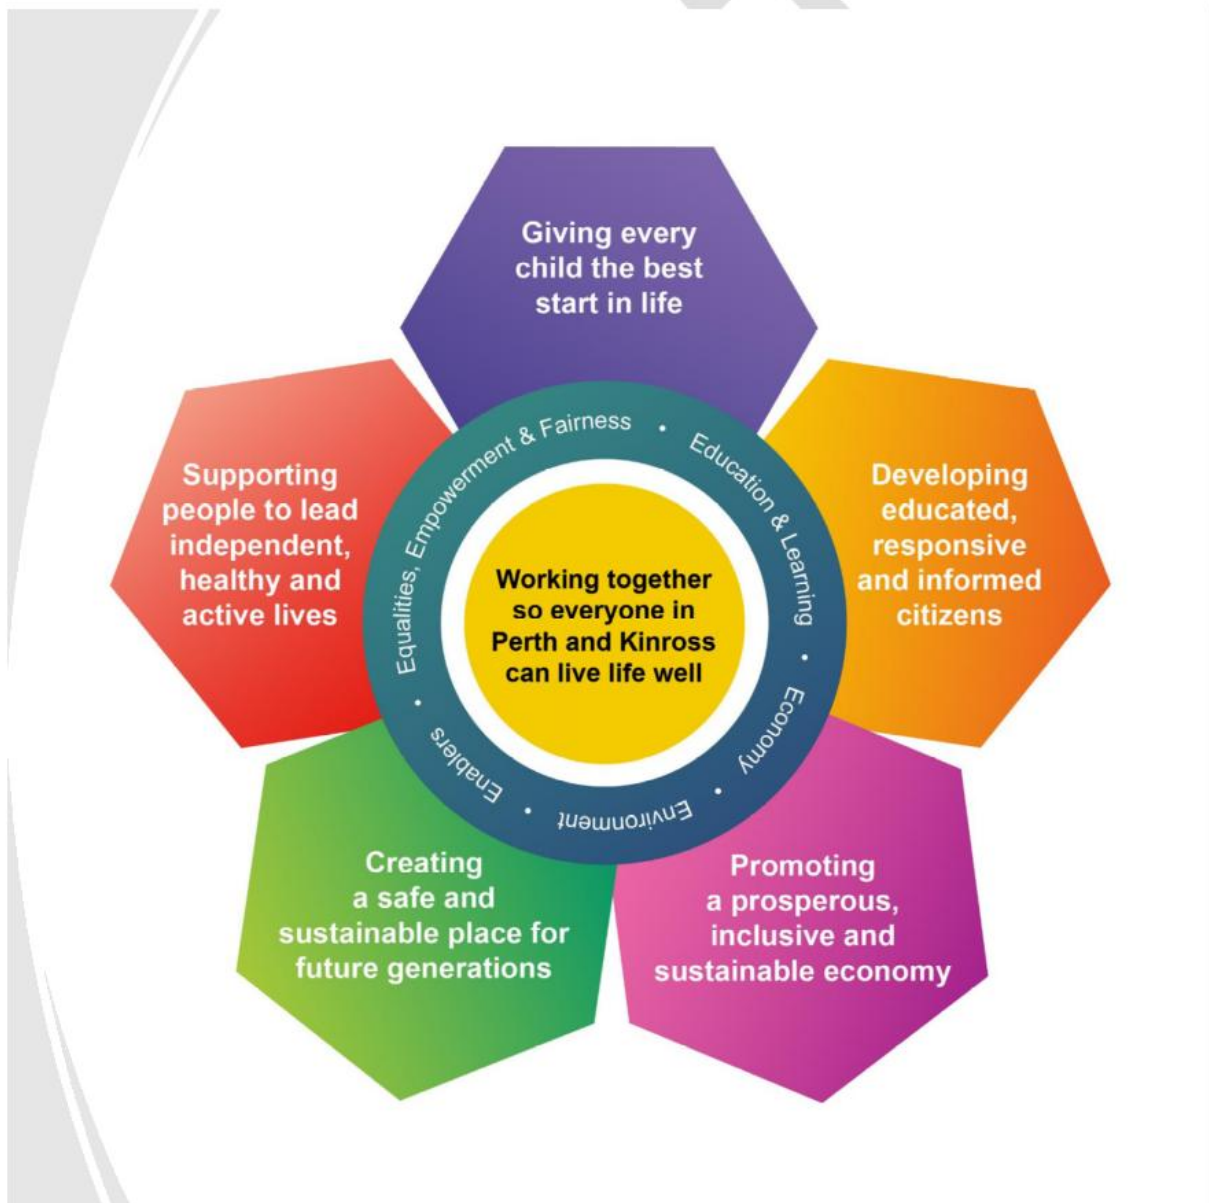 Giving every
child the best
start in life
Developing
educated,
responsive
and informed
citizens
Promoting
a prosperous,
inclusive and
sustainable economy
Creating
a safe and
sustainable place for
future generations
Supporting
people to lead
independent,
healthy and
active lives
Equalities, Empowerment & Fairness • Education & Learning • Economy • Environment • Enablers •
Working together
so everyone in
Perth and Kinross
can live life well